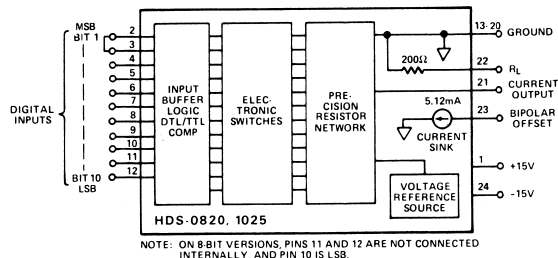 MSB
BIT 1
2
3
4
5
6
7
8
9
10
11
12
DIGITAL
INPUTS
BIT 10
LSB
INPUT
BUFFER
LOGIC
DTL/TTL
COMP
ELEC-
TRONIC
SWITCHES
PRE-
CISION
RESISTOR
NETWORK
13-20
GROUND
200Ω
22
RL
21
CURRENT
OUTPUT
5.12mA
23
BIPOLAR
OFFSET
CURRENT
SINK
1
+15V
VOLTAGE
REFERENCE
SOURCE
24
-15V
HDS-0820, 1025
NOTE: ON 8-BIT VERSIONS, PINS 11 AND 12 ARE NOT CONNECTED
INTERNALLY, AND PIN 10 IS LSB.